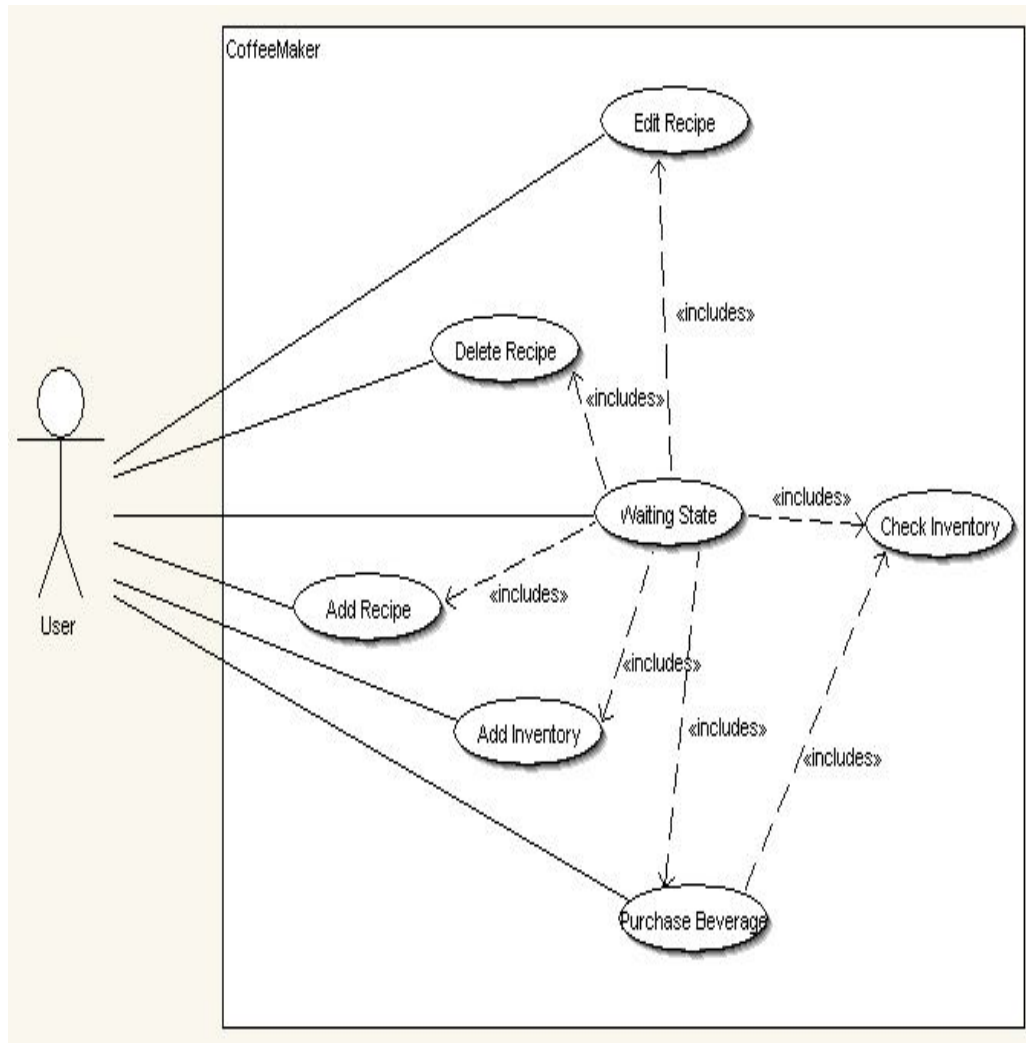 CoffeeMaker
Edit Recipe
«includes»
Delete Recipe
«includes»
Waiting State
«includes»
Check Inventory
Add Recipe
«includes»
User
«includes»
Add Inventory
«includes»
«includes»
Purchase Beverage